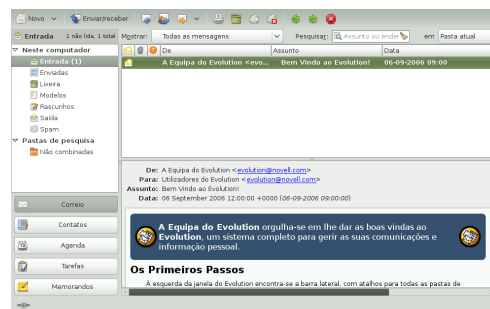 Novo
Enviar/receber
Entrada 1 não lida, 1 total
Mostrar: Todas as mensagens
Pesquisar: Assunto ou ender
em Pasta atual
Neste computador
Entrada (1)
Enviadas
Lixeira
Modelos
Rascunhos
Saída
Spam
Pastas de pesquisa
Não combinadas
Correio
Contatos
Agenda
Tarefas
Memorandos
De Assunto Data
A Equipa do Evolution <evo... Bem Vindo ao Evolution! 06-09-2006 09:00
De: A Equipa do Evolution <evolution@novell.com>
Para: Utilizadores do Evolution <evolution@novell.com>
Assunto: Bem Vindo ao Evolution!
Data: 06 September 2006 12:00:00 +0000 (06-09-2006 09:00:00)
A Equipa do Evolution orgulha-se em lhe dar as boas vindas ao
Evolution, um sistema completo para gerir as suas comunicações e
informação pessoal.
Os Primeiros Passos
À esquerda da janela do Evolution encontra-se a barra lateral, com atalhos para todas as pastas de